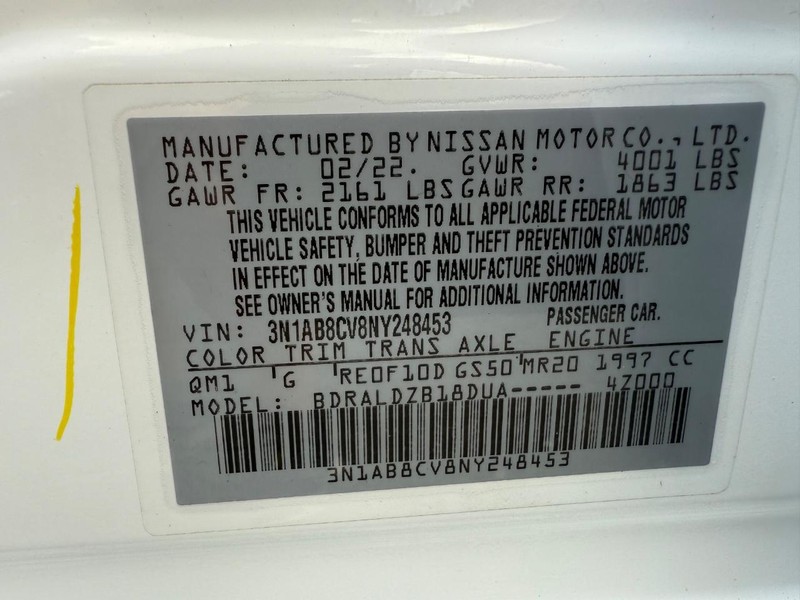 MANUFACTURED BY NISSAN MOTOR CO., LTD.
DATE: 02/22. GVWR: 4001 LBS
GAWR FR: 2161 LBS GAWR RR: 1863 LBS
THIS VEHICLE CONFORMS TO ALL APPLICABLE FEDERAL MOTOR
VEHICLE SAFETY, BUMPER AND THEFT PREVENTION STANDARDS
IN EFFECT ON THE DATE OF MANUFACTURE SHOWN ABOVE.
SEE OWNER'S MANUAL FOR ADDITIONAL INFORMATION.
VIN: 3N1AB8CV8NY248453 PASSENGER CAR.
COLOR TRIM TRANS AXLE ENGINE
QM1 G RE0F10D GS50 MR20 1997 CC
MODEL: BDRALDZB18DUA----- 4Z000
3N1AB8CV8NY248453